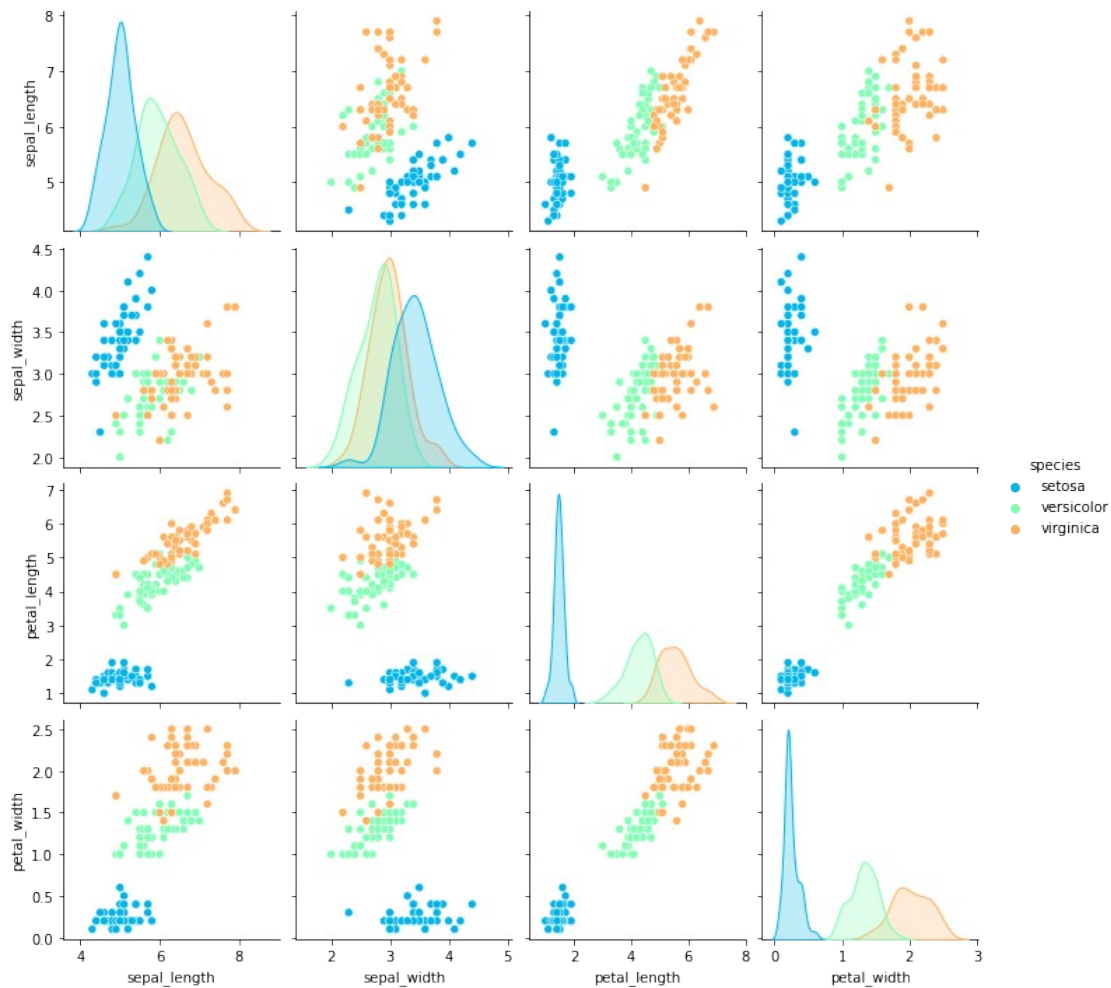 8
7
6
5
sepal_length
4.5
4.0
3.5
3.0
2.5
2.0
sepal_width
species
setosa
versicolor
virginica
7
6
5
4
3
2
1
petal_length
2.5
2.0
1.5
1.0
0.5
0.0
petal_width
4 6 8
2 3 4 5
0 2 4 6 8
0 1 2 3
sepal_length sepal_width petal_length petal_width